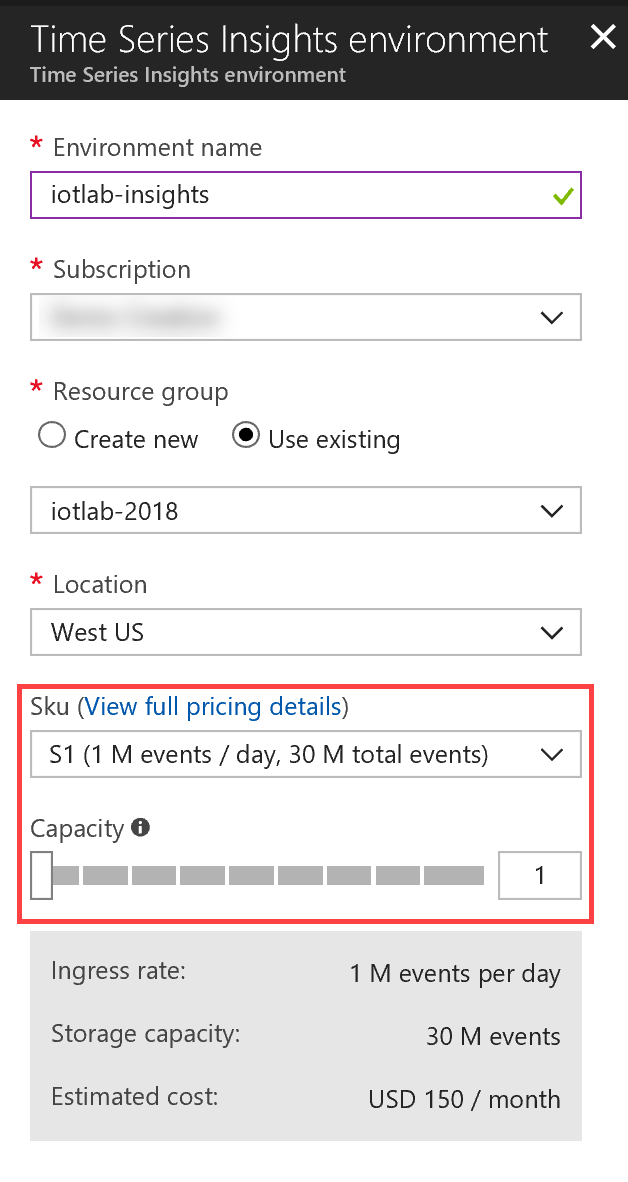 Time Series Insights environment
Time Series Insights environment
* Environment name
iotlab-insights
* Subscription
* Resource group
Create new Use existing
iotlab-2018
* Location
West US
Sku (View full pricing details)
S1 (1 M events / day, 30 M total events)
Capacity
1
Ingress rate: 1 M events per day
Storage capacity: 30 M events
Estimated cost: USD 150 / month